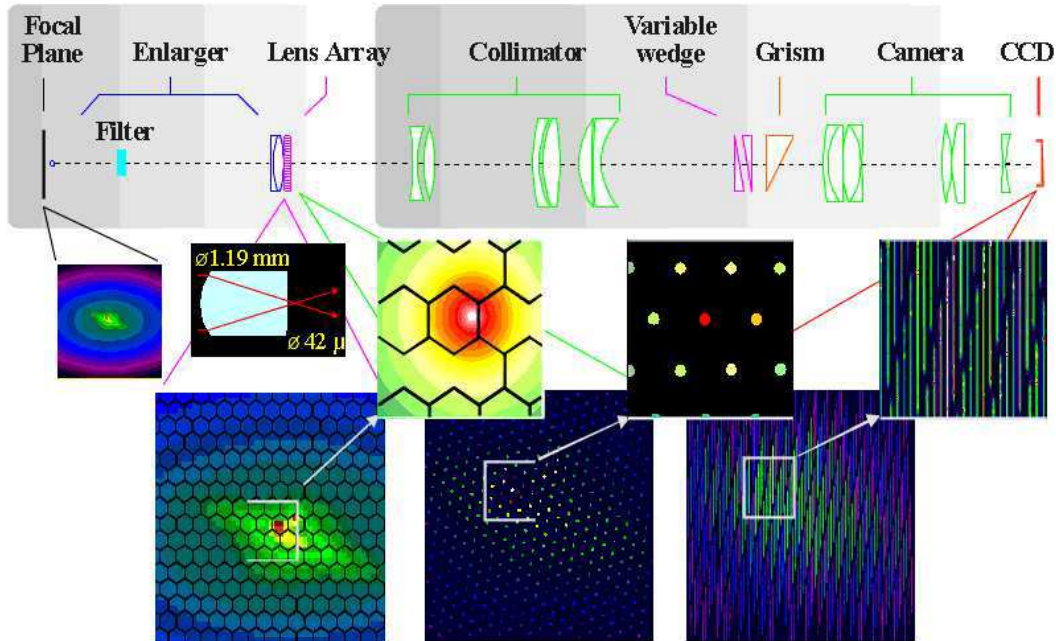 Focal
Plane
Enlarger
Lens Array
Collimator
Variable
wedge
Grism
Camera
CCD
Filter
ø1.19 mm
ø 42 µ